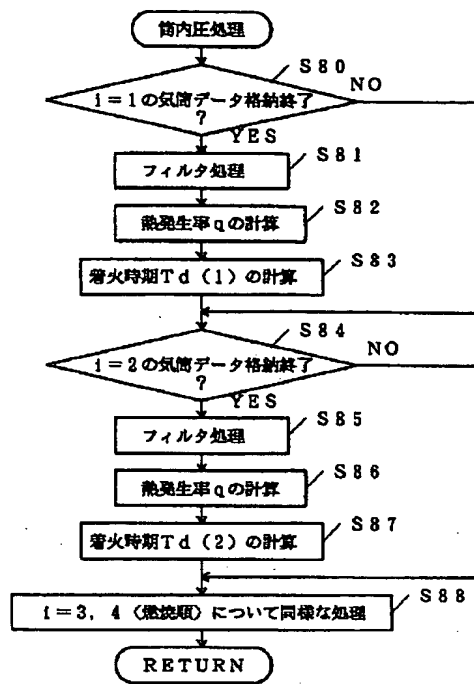 筒内圧処理
S80
NO
i=1の気筒データ格納終了
?
YES
S81
フィルタ処理
S82
熱発生率qの計算
S83
着火時期Td(1)の計算
S84
NO
i=2の気筒データ格納終了
?
YES
S85
フィルタ処理
S86
熱発生率qの計算
S87
着火時期Td(2)の計算
S88
i=3,4(燃焼順)について同様な処理
RETURN